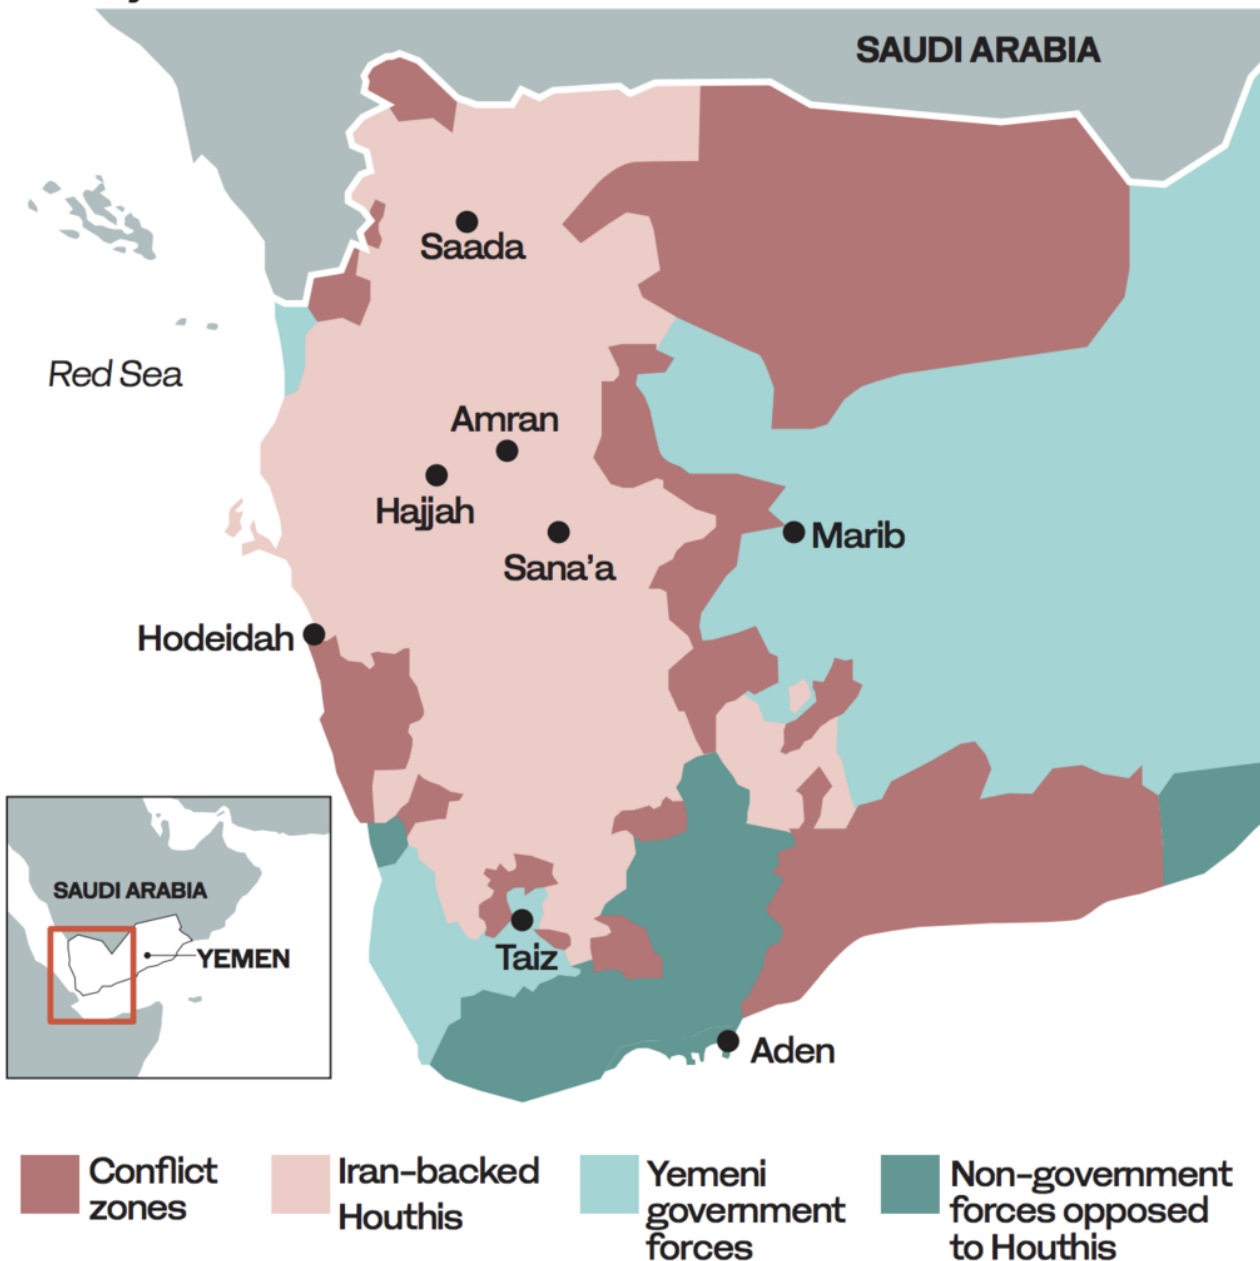 SAUDI ARABIA
Saada
Red Sea
Amran
Hajjah
Marib
Sana’a
Hodeidah
SAUDI ARABIA
YEMEN
Taiz
Aden
Conflict
zones
Iran-backed
Houthis
Yemeni
government
forces
Non-government
forces opposed
to Houthis